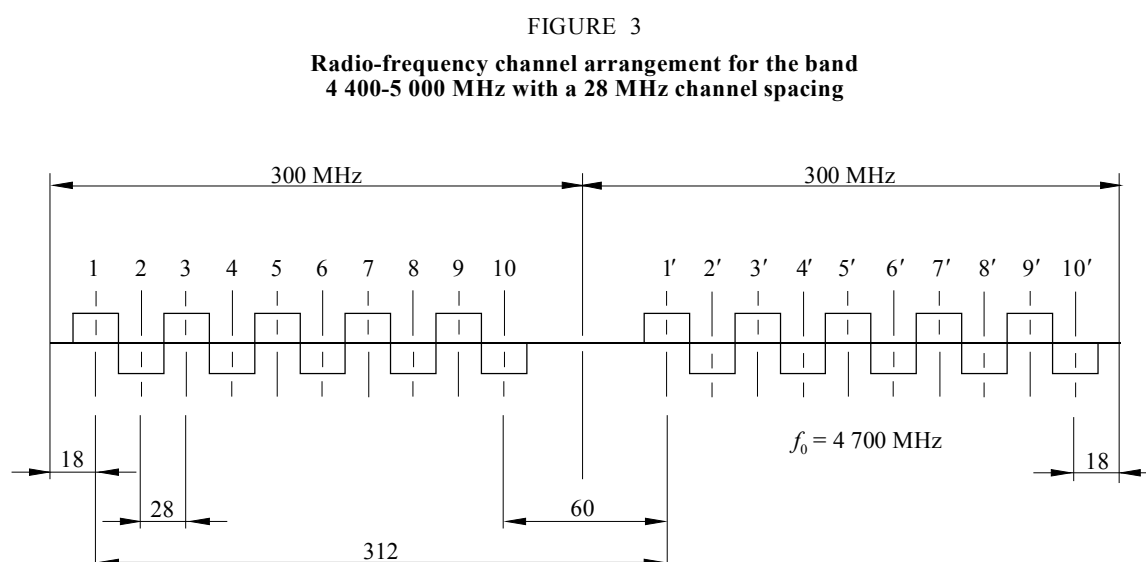 FIGURE 3
Radio-frequency channel arrangement for the band
4 400-5 000 MHz with a 28 MHz channel spacing
300 MHz 300 MHz
1 2 3 4 5 6 7 8 9 10 1′ 2′ 3′ 4′ 5′ 6′ 7′ 8′ 9′ 10′
f₀ = 4 700 MHz
18 18
28 60
312